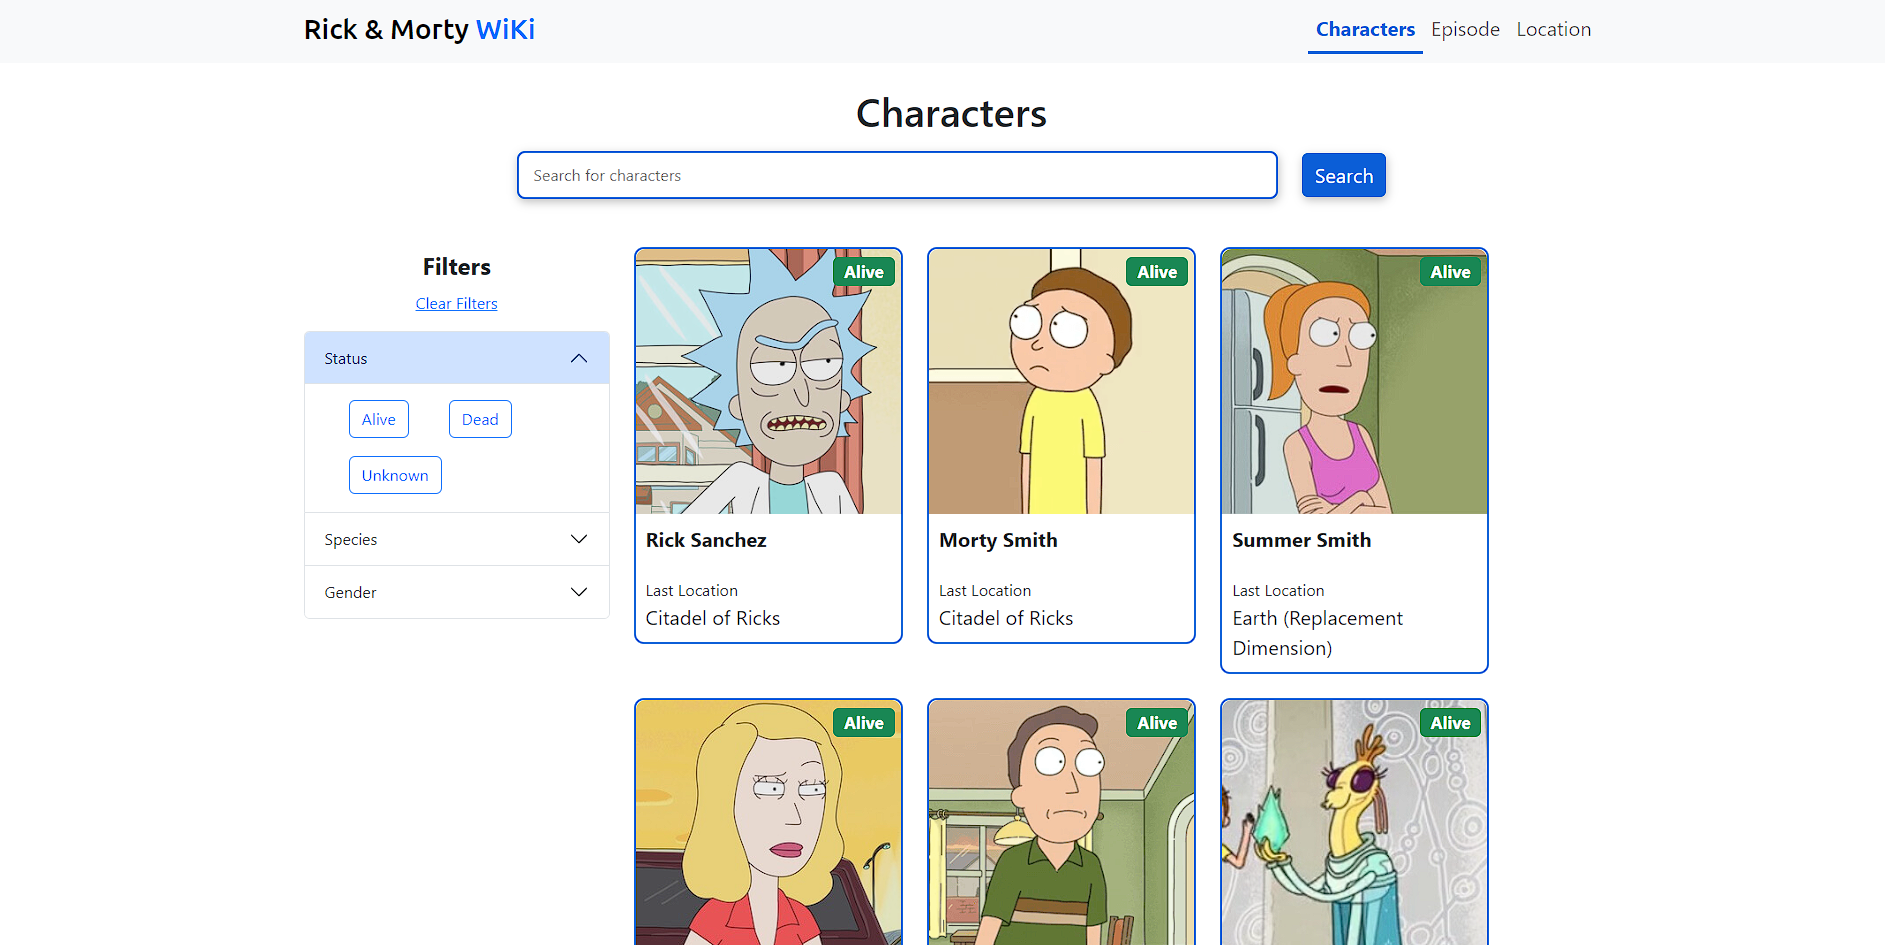 Rick & Morty WiKi
Characters Episode Location
Characters
Search for characters
Search
Filters
Clear Filters
Status
Alive Dead
Unknown
Species
Gender
Alive
Rick Sanchez
Last Location
Citadel of Ricks
Alive
Morty Smith
Last Location
Citadel of Ricks
Alive
Summer Smith
Last Location
Earth (Replacement
Dimension)
Alive
Alive
Alive